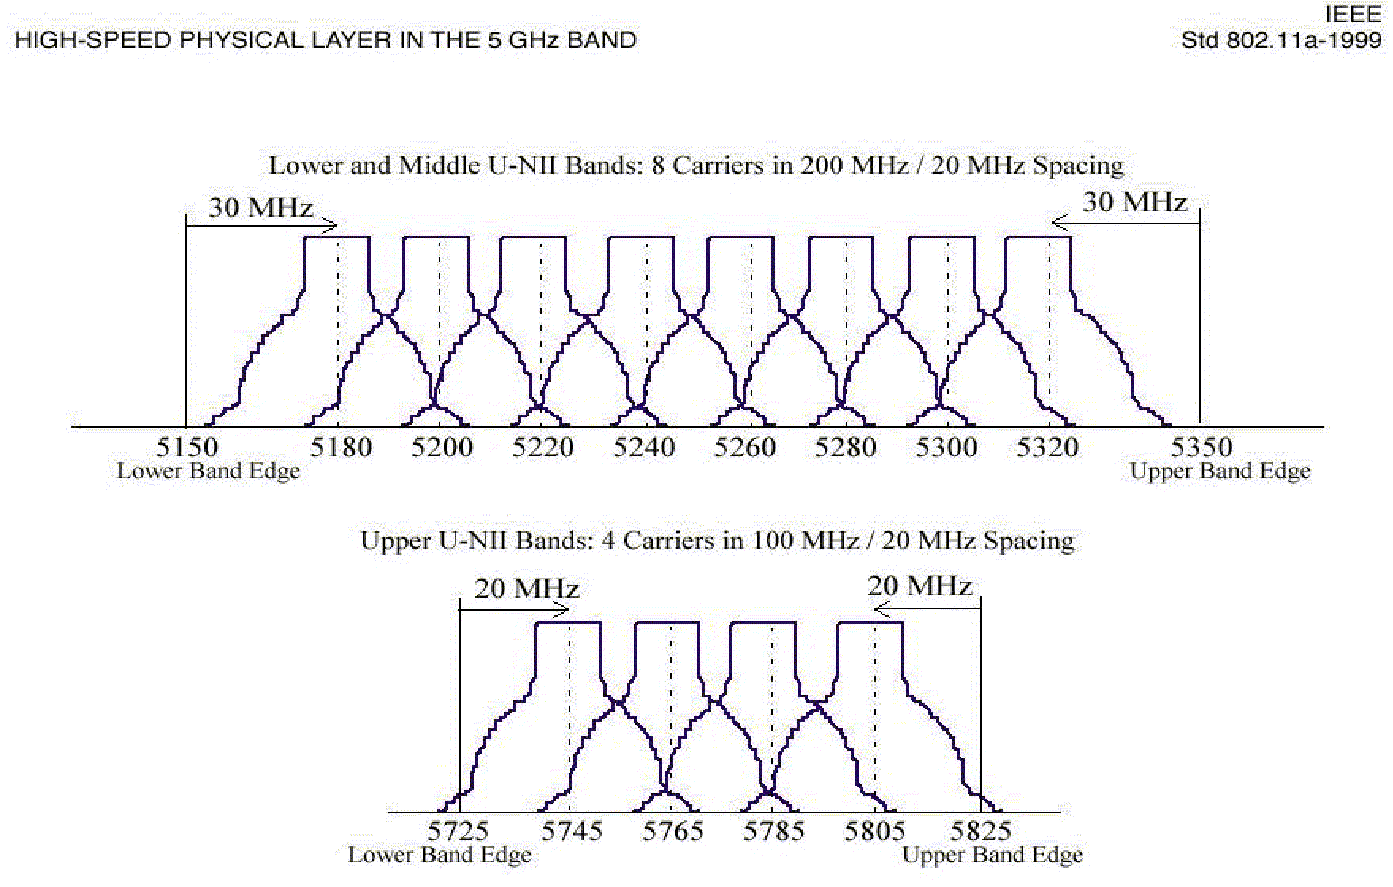 IEEE
HIGH-SPEED PHYSICAL LAYER IN THE 5 GHz BAND
Std 802.11a-1999
Lower and Middle U-NII Bands: 8 Carriers in 200 MHz / 20 MHz Spacing
30 MHz
30 MHz
5150 5180 5200 5220 5240 5260 5280 5300 5320 5350
Lower Band Edge
Upper Band Edge
Upper U-NII Bands: 4 Carriers in 100 MHz / 20 MHz Spacing
20 MHz
20 MHz
5725 5745 5765 5785 5805 5825
Lower Band Edge
Upper Band Edge